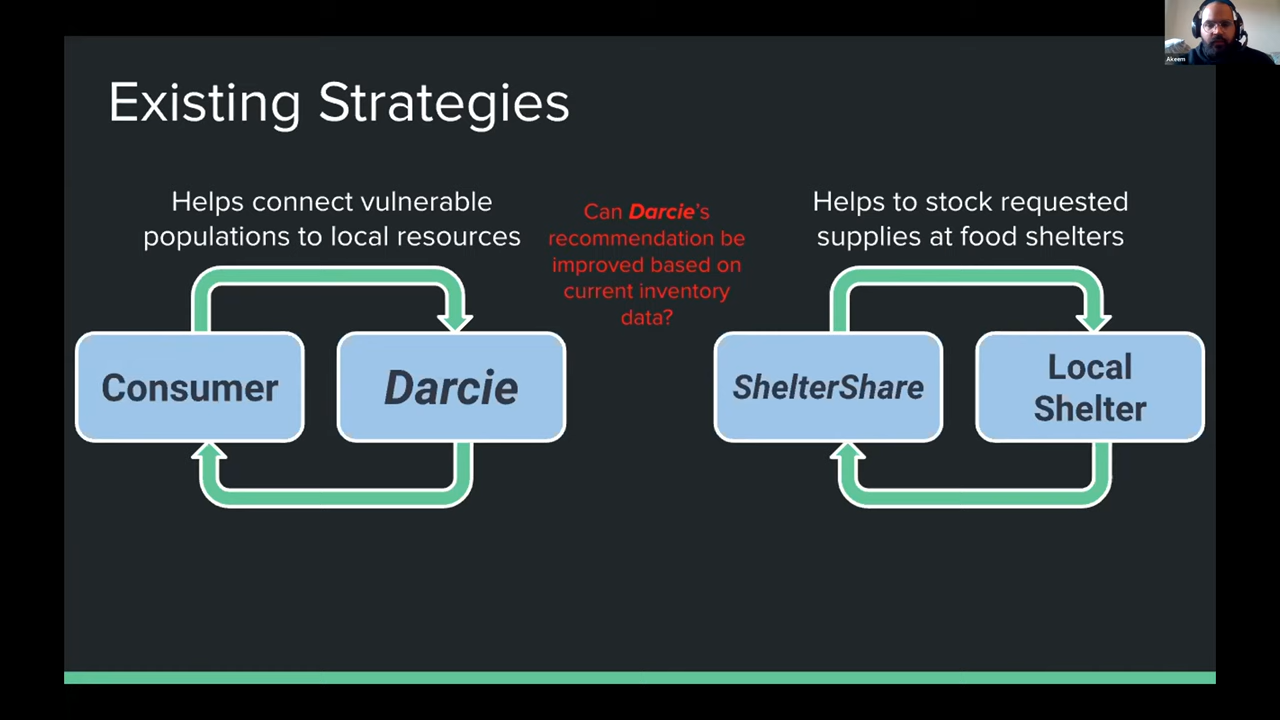 Existing Strategies
Helps connect vulnerable
populations to local resources
Can Darcie's
recommendation be
improved based on
current inventory
data?
Helps to stock requested
supplies at food shelters
Consumer
Darcie
ShelterShare
Local
Shelter
Akeem